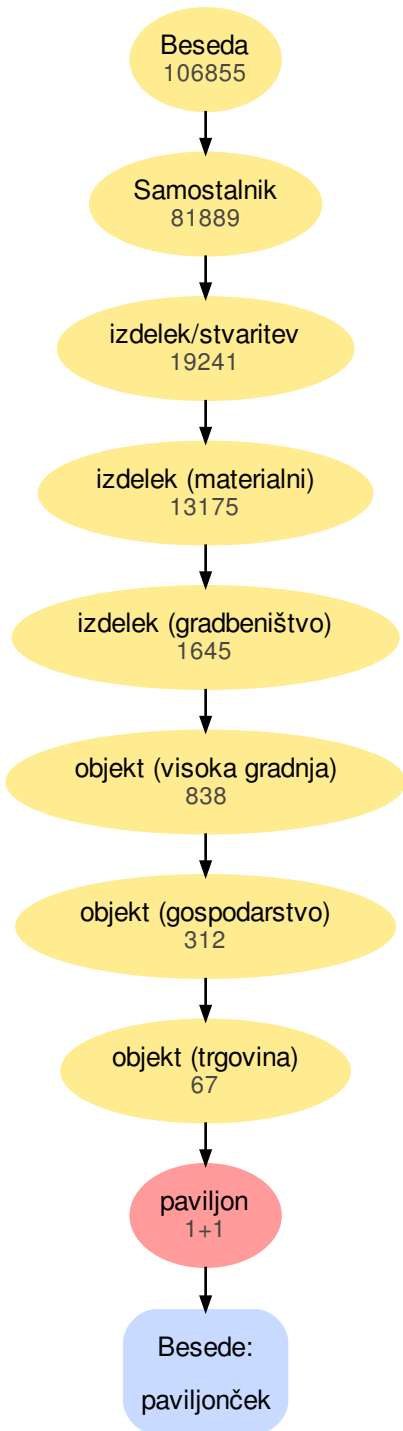 Beseda
106855
Samostalnik
81889
izdelek/stvaritev
19241
izdelek (materialni)
13175
izdelek (gradbeništvo)
1645
objekt (visoka gradnja)
838
objekt (gospodarstvo)
312
objekt (trgovina)
67
paviljon
1+1
Besede:
paviljonček